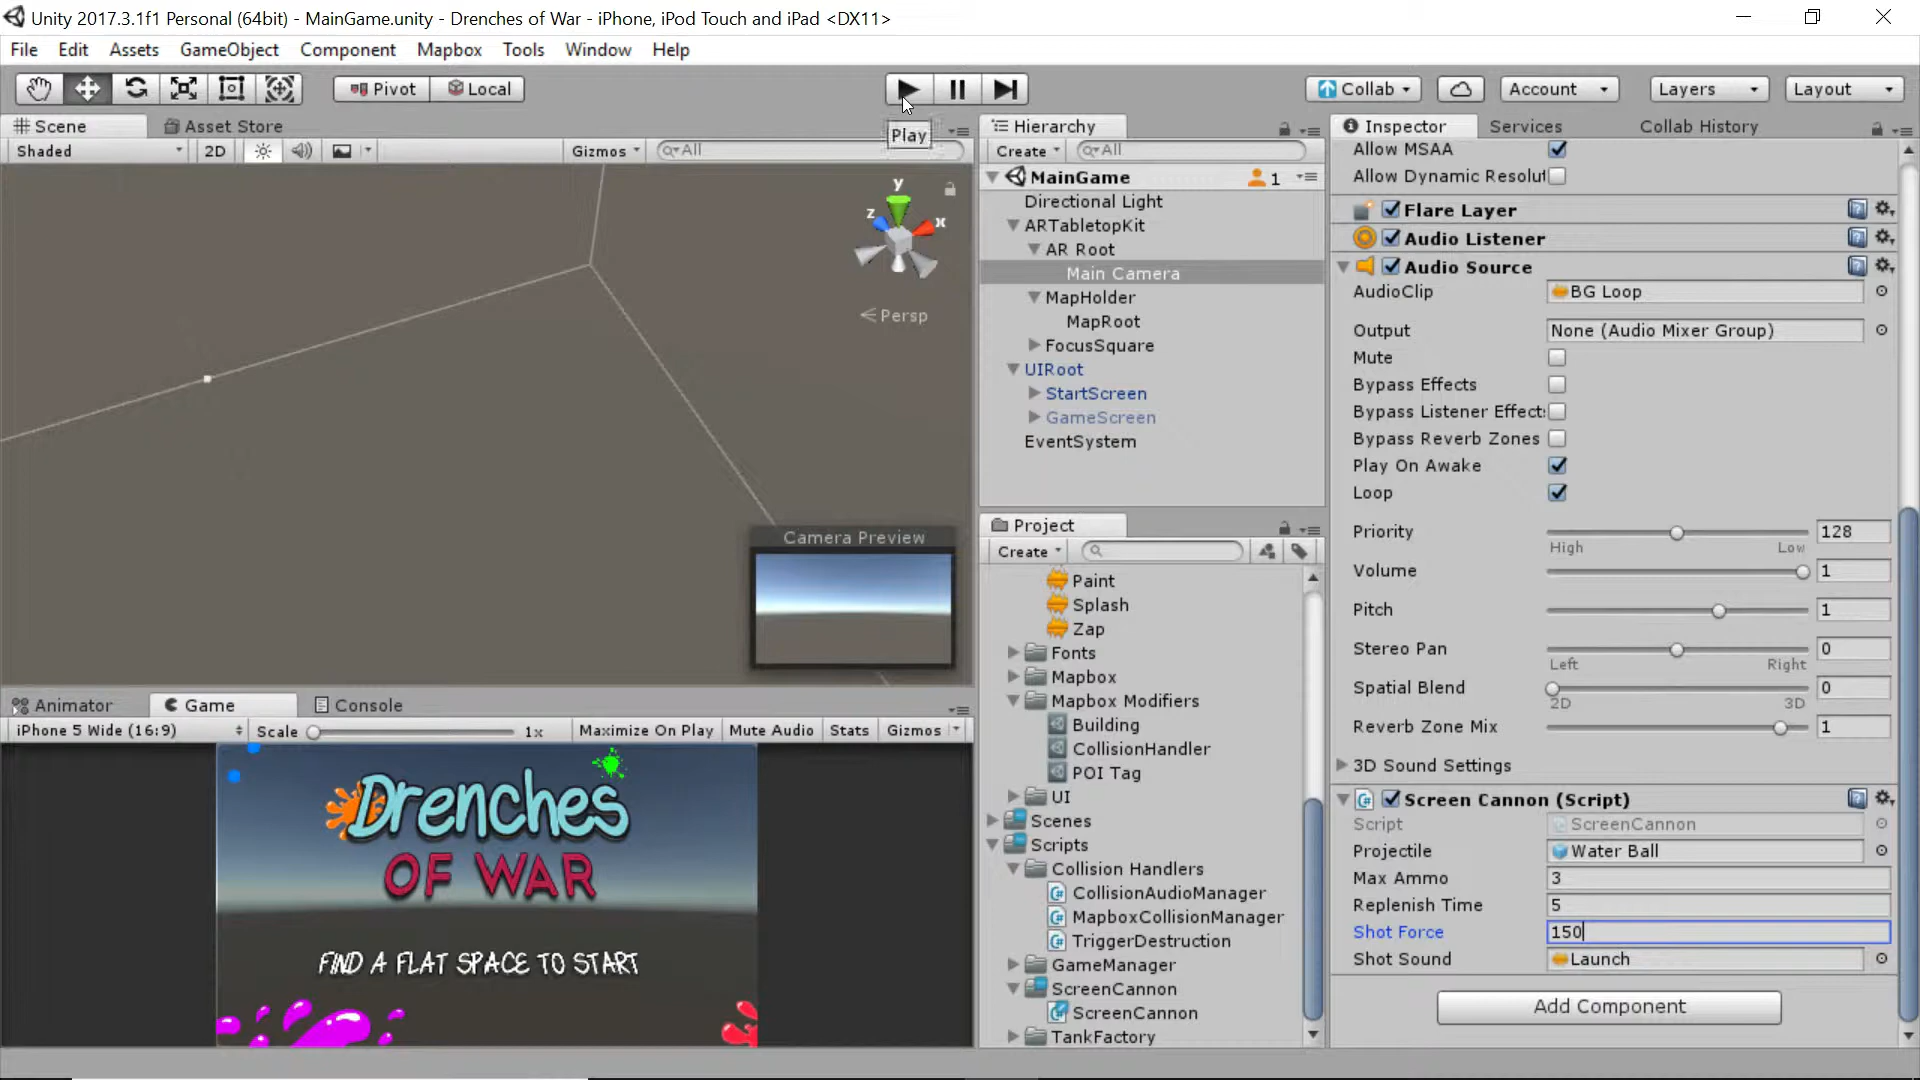 Unity 2017.3.1f1 Personal (64bit) - MainGame.unity - Drenches of War - iPhone, iPod Touch and iPad <DX11>
File Edit Assets GameObject Component Mapbox Tools Window Help
Pivot Local Collab Account Layers Layout
Scene Asset Store
Play
Shaded 2D Gizmos All
y
z x
Persp
Camera Preview
Hierarchy
Create All
MainGame 1
Directional Light
ARTabletopKit
AR Root
Main Camera
MapHolder
MapRoot
FocusSquare
UIRoot
StartScreen
GameScreen
EventSystem
Project
Create
Paint
Splash
Zap
Fonts
Mapbox
Mapbox Modifiers
Building
CollisionHandler
POI Tag
UI
Scenes
Scripts
Collision Handlers
CollisionAudioManager
MapboxCollisionManager
TriggerDestruction
GameManager
ScreenCannon
ScreenCannon
TankFactory
Animator Game Console
iPhone 5 Wide (16:9) Scale 1x Maximize On Play Mute Audio Stats Gizmos
Drenches
OF WAR
FIND A FLAT SPACE TO START
Inspector Services Collab History
Allow MSAA
Allow Dynamic Resolut
Flare Layer
Audio Listener
Audio Source
AudioClip BG Loop
Output None (Audio Mixer Group)
Mute
Bypass Effects
Bypass Listener Effect
Bypass Reverb Zones
Play On Awake
Loop
Priority 128
High Low
Volume 1
Pitch 1
Stereo Pan 0
Left Right
Spatial Blend 0
2D 3D
Reverb Zone Mix 1
3D Sound Settings
Screen Cannon (Script)
Script ScreenCannon
Projectile Water Ball
Max Ammo 3
Replenish Time 5
Shot Force 150
Shot Sound Launch
Add Component